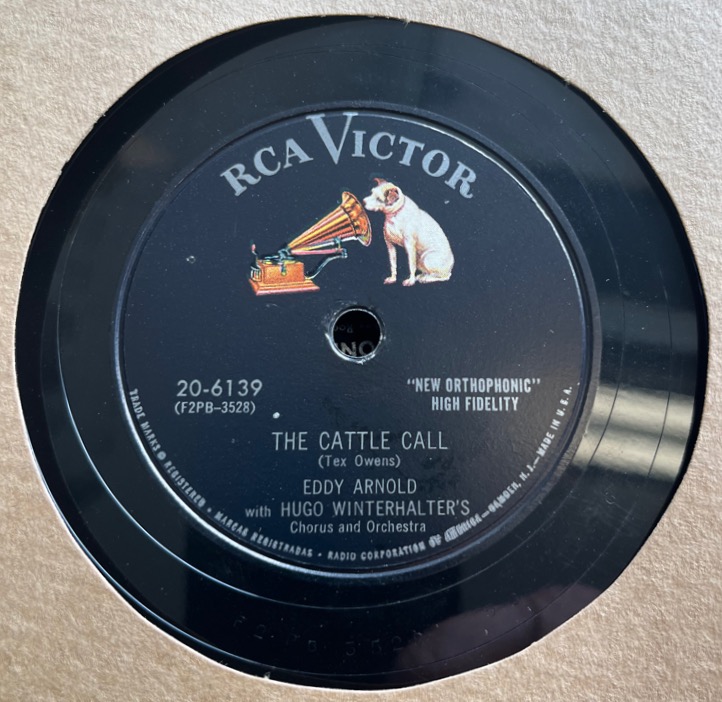 RCA VICTOR
20-6139
(F2PB-3528)
"NEW ORTHOPHONIC"
HIGH FIDELITY
THE CATTLE CALL
(Tex Owens)
EDDY ARNOLD
with HUGO WINTERHALTER'S
Chorus and Orchestra
TRADE MARKS ® REGISTERED • MARCAS REGISTRADAS • RADIO CORPORATION OF AMERICA—CAMDEN, N. J.—MADE IN U. S. A.